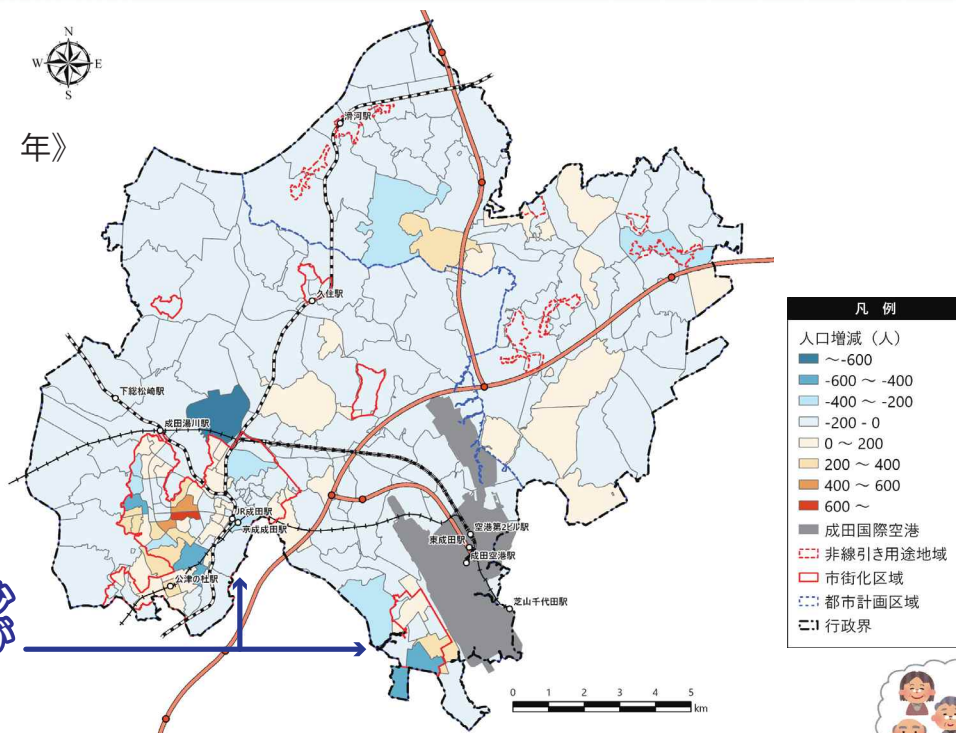 N
W E
S
年》
滑河駅
久住駅
下総松崎駅
成田湯川駅
JR成田駅
京成成田駅
空港第2ビル駅
東成田駅
成田空港駅
公津の杜駅
芝山千代田駅
0 1 2 3 4 5
km
凡 例
人口増減（人）
～-600
-600 ～ -400
-400 ～ -200
-200 - 0
0 ～ 200
200 ～ 400
400 ～ 600
600 ～
成田国際空港
非線引き用途地域
市街化区域
都市計画区域
行政界